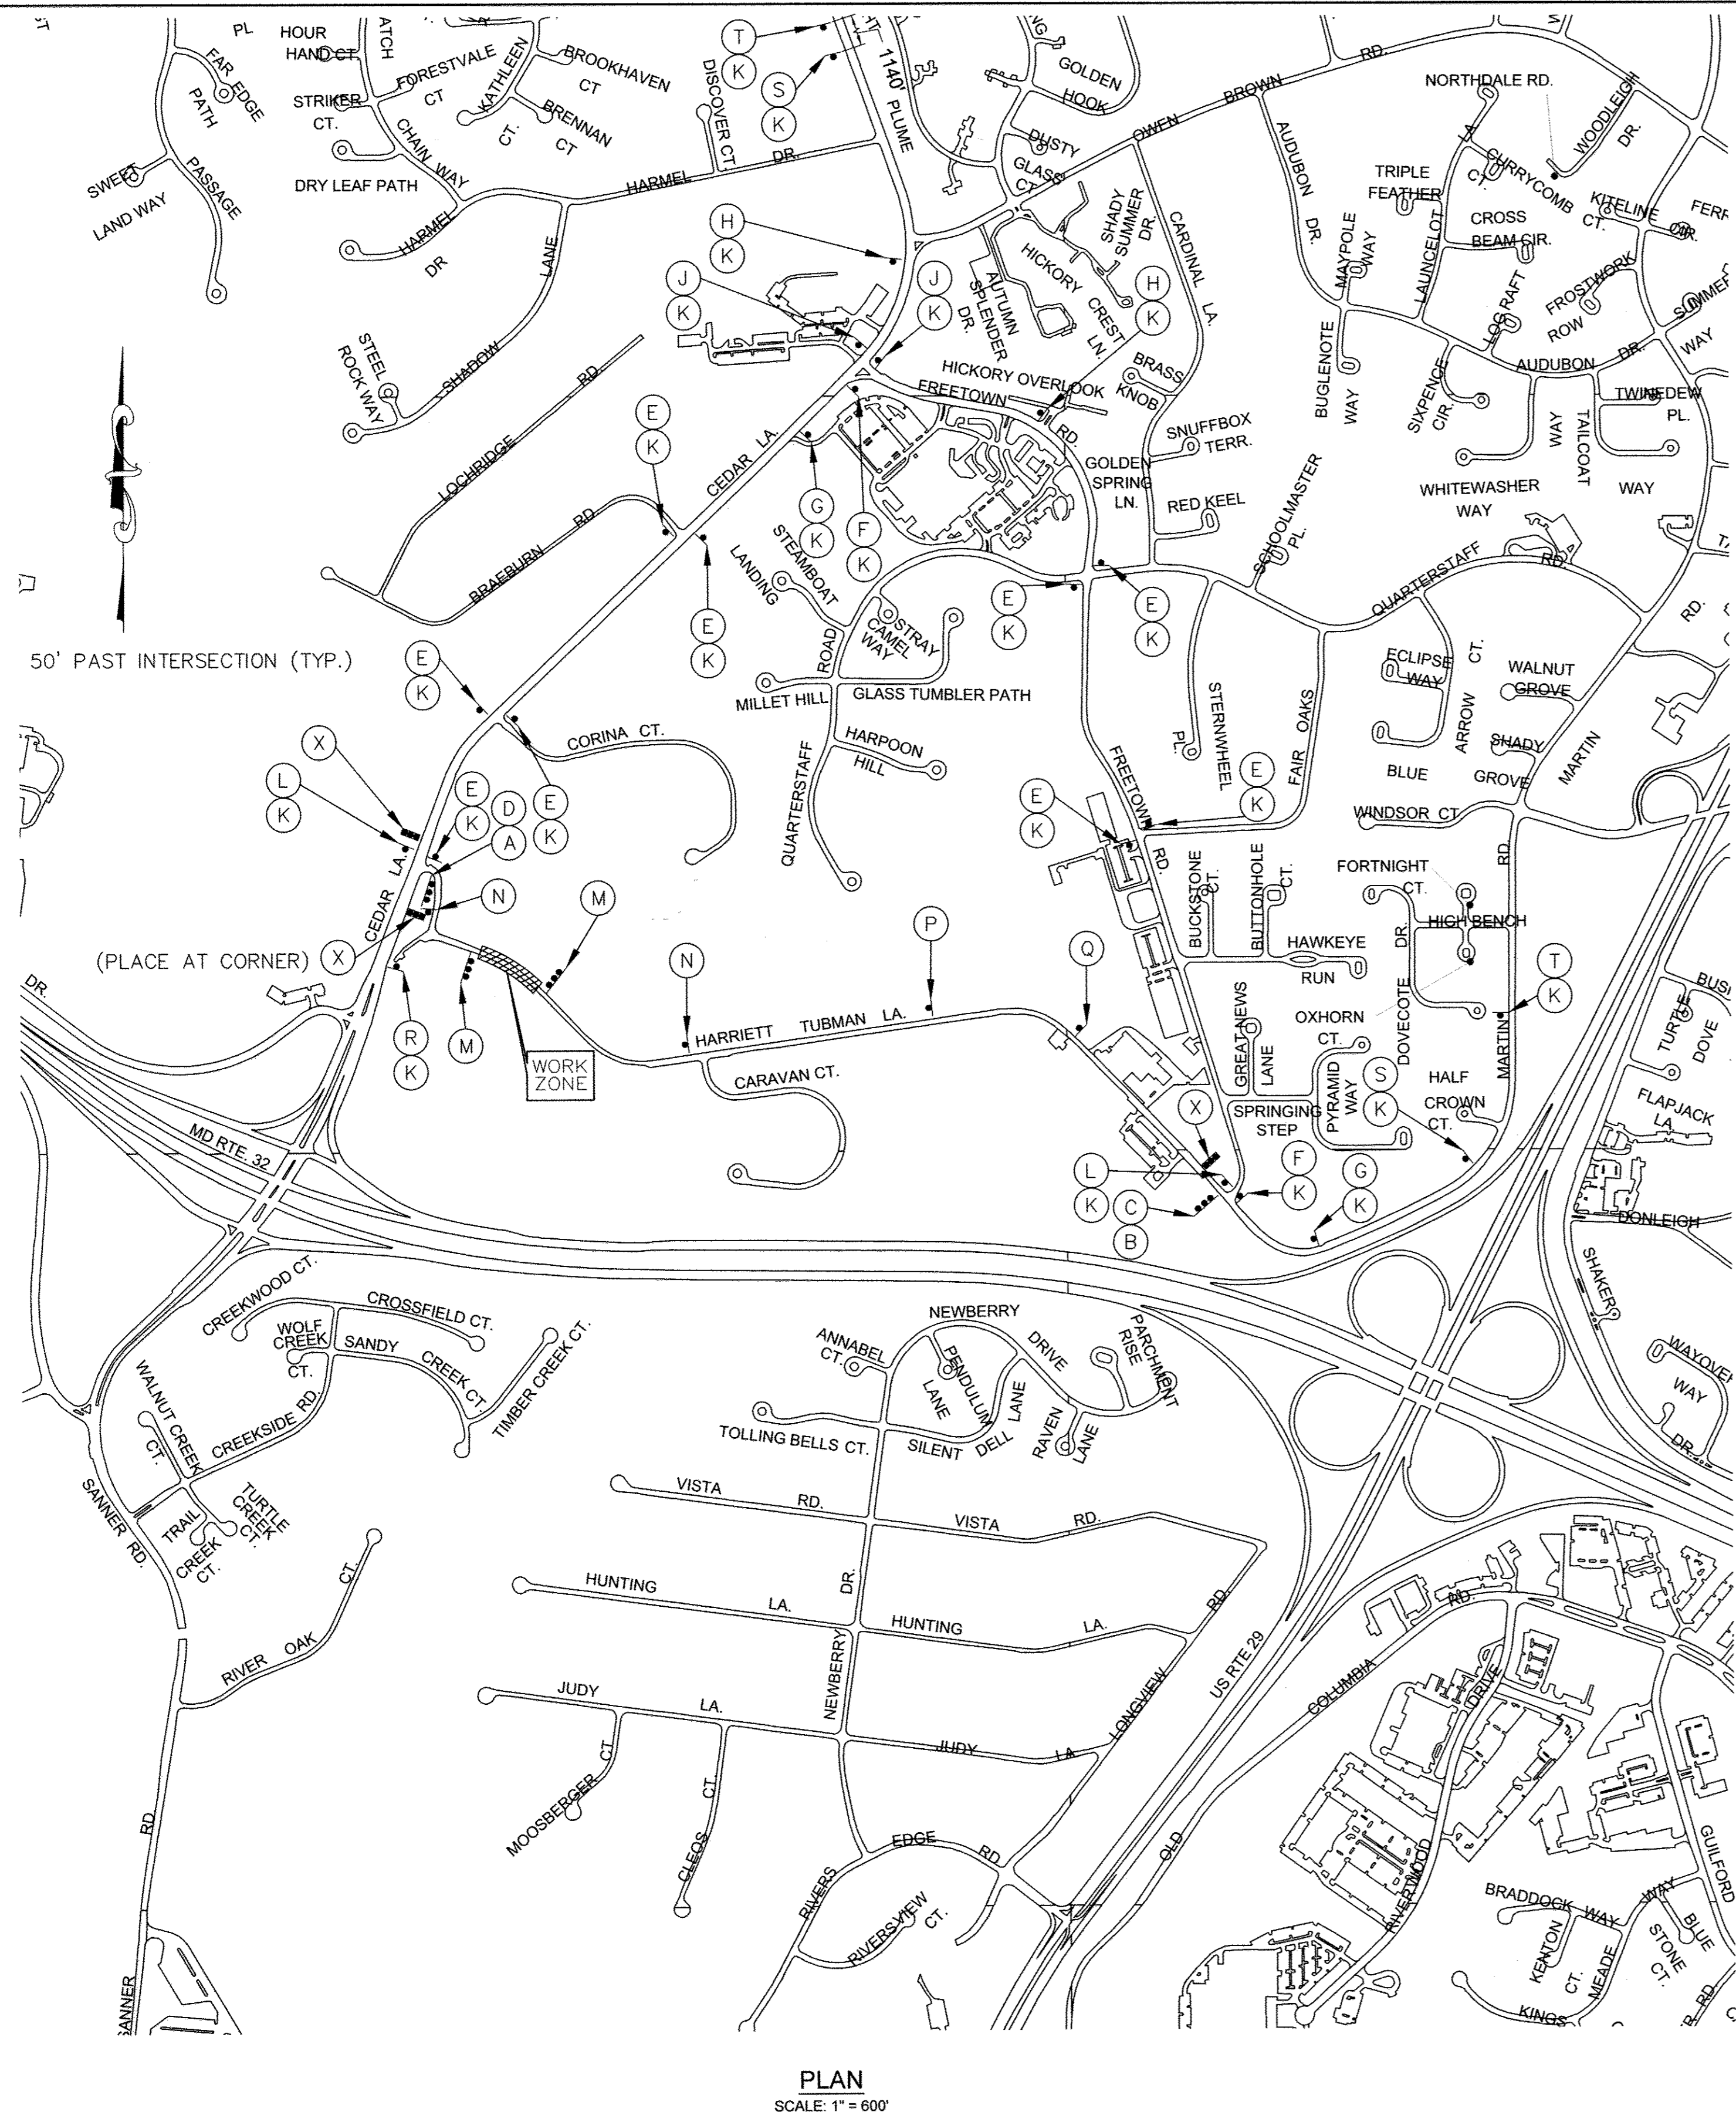 PL
HOUR
HAND CT.
FAR EDGE
PATH
STRIKER
CT.
FORESTVALE
CT
KATHLEEN
CT.
BROOKHAVEN
CT
BRENNAN
CT
CHAIN WAY
DISCOVER CT
T
K
S
K
1140'
PLUME
GOLDEN
HOOK
DUSTY
GLASS
CT.
OWEN
BROWN
RD.
NORTHDALE RD.
WOODLEIGH
DR.
SWEET
LAND WAY
PASSAGE
DRY LEAF PATH
HARMEL
DR
HARMEL
DR.
SHADOW
LANE
STEEL
ROCK WAY
LOCHRIDGE
RD.
BRAEBURN
RD
H
K
J
K
J
K
H
K
SHADY
SUMMER
DR.
HICKORY
CREST
LN.
AUTUMN
SPLENDER
DR.
CARDINAL
LA.
AUDUBON
DR.
MAYPOLE
WAY
TRIPLE
FEATHER
LAUNCELOT
LA
CURRYCOMB
CT.
CROSS
BEAM CIR.
KITELINE
CT.
CIR.
FROSTWORK
ROW
LOG RAFT
BUGLENOTE
WAY
SIXPENCE
CIR.
AUDUBON
DR.
WAY
TWINEDEW
PL.
TAILCOAT
WAY
WHITEWASHER
WAY
WAY
HICKORY OVERLOOK
FREETOWN
RD.
BRASS
KNOB
SNUFFBOX
TERR.
GOLDEN
SPRING
LN.
RED KEEL
SCHOOLMASTER
PL.
QUARTERSTAFF
RD.
E
K
CEDAR LA.
G
K
F
K
E
K
STEAMBOAT
LANDING
E
K
E
K
50' PAST INTERSECTION (TYP.)
E
K
ROAD
STRAY
CAMEL
WAY
MILLET HILL
GLASS TUMBLER PATH
HARPOON
HILL
QUARTERSTAFF
CORINA CT.
STERNWHEEL
PL.
FAIR OAKS
ECLIPSE
WAY
ARROW
CT.
WALNUT
GROVE
SHADY
GROVE
BLUE
MARTIN
RD.
WINDSOR CT
X
L
K
E
K
D
A
E
K
N
M
FREETOWN
RD.
E
K
E
K
BUCKSTONE
CT.
BUTTONHOLE
CT.
FORTNIGHT
CT.
HIGH BENCH
HAWKEYE
RUN
DR.
DOVECOTE
RD.
MARTIN
T
K
CEDAR LA.
(PLACE AT CORNER)
X
R
K
M
WORK
ZONE
N
P
Q
HARRIETT TUBMAN LA.
CARAVAN CT.
GREAT NEWS
LANE
OXHORN
CT.
PYRAMID
WAY
SPRINGING
STEP
HALF
CROWN
CT.
S
K
X
L
K
C
B
F
K
G
K
TURTLE
DOVE
FLAPJACK
LA.
DONLEIGH
SHAKER
DR.
WAY
DR.
MD RTE. 32
CREEKWOOD CT.
CROSSFIELD CT.
WOLF
CREEK
CT.
SANDY
CREEK CT.
TIMBER CREEK CT.
WALNUT CREEK
CT.
CREEKSIDE RD.
TURTLE
CREEK
CT.
TRAIL
CREEK
CT.
SANNER
RD.
RIVER OAK
CT.
NEWBERRY
DRIVE
ANNABEL
CT.
PENDULUM
LANE
PARCHMENT
RISE
RAVEN
LANE
TOLLING BELLS CT.
SILENT
DELL
LANE
VISTA
RD.
VISTA
RD.
HUNTING
LA.
HUNTING
LA.
DR.
NEWBERRY
JUDY
LA.
JUDY
LA
LONGVIEW
RD.
MOOSBERGER
CT
CLEOS
CT.
RIVERS
EDGE
RD.
RIVERS VIEW
CT.
US RTE 29
OLD
COLUMBIA
RD.
DRIVE
RIVERWOOD
GUILFORD
BRADDOCK WAY
WAY
BLUE
STONE
CT.
KENTON
CT.
MEADE
KINGS
RD
RD
SANNER
PLAN
SCALE: 1" = 600'